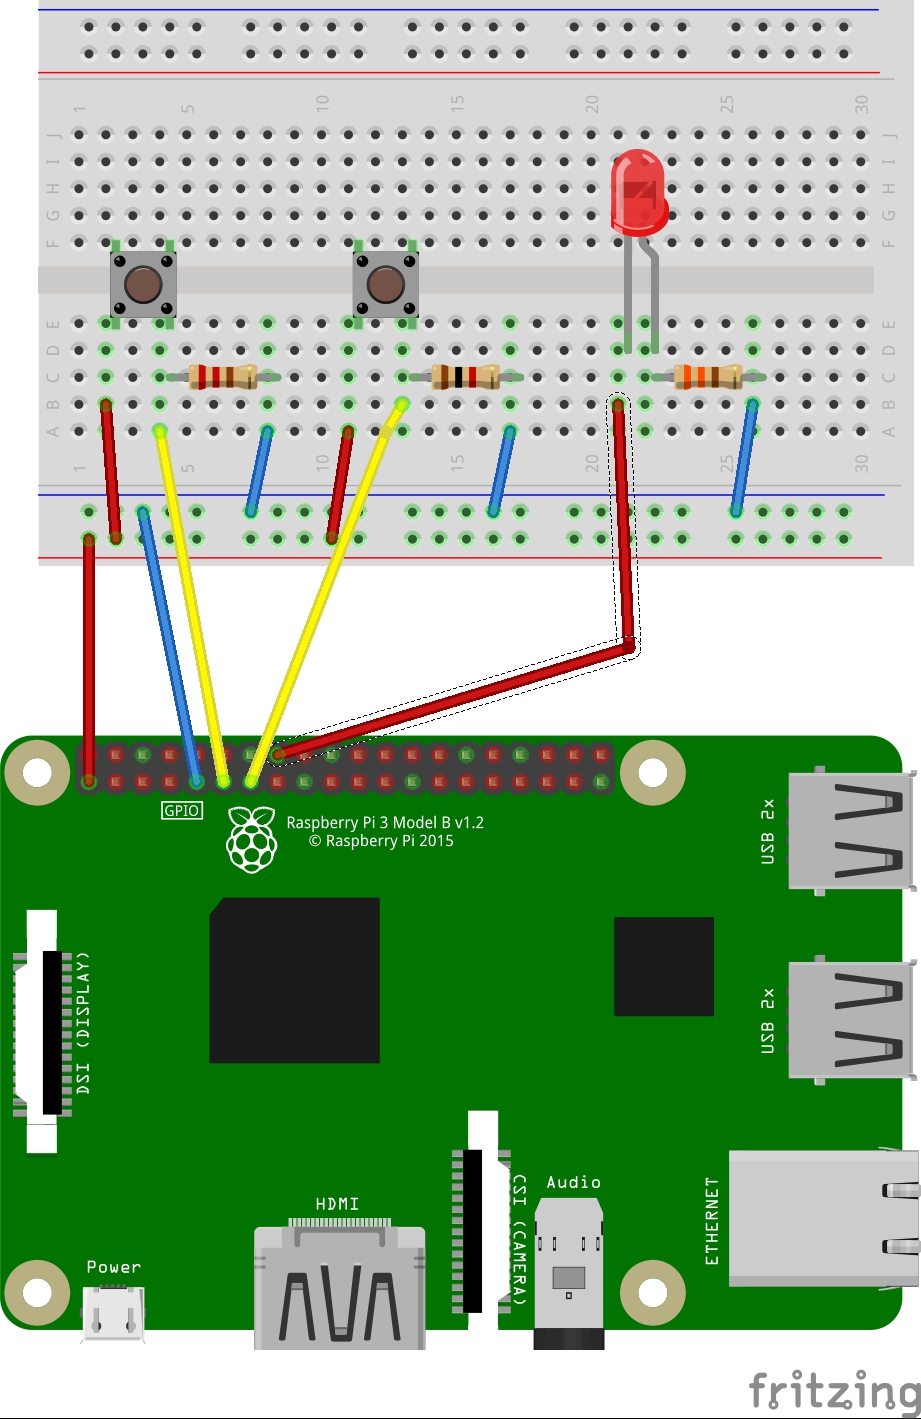 1 5 10 15 20 25 30
J J
I I
H H
G G
F F
E E
D D
C C
B B
A A
1 5 10 15 20 25 30
GPIO
Raspberry Pi 3 Model B v1.2
© Raspberry Pi 2015
USB 2x
DSI (DISPLAY)
USB 2x
CSI (CAMERA)
Audio
ETHERNET
HDMI
Power
fritzing